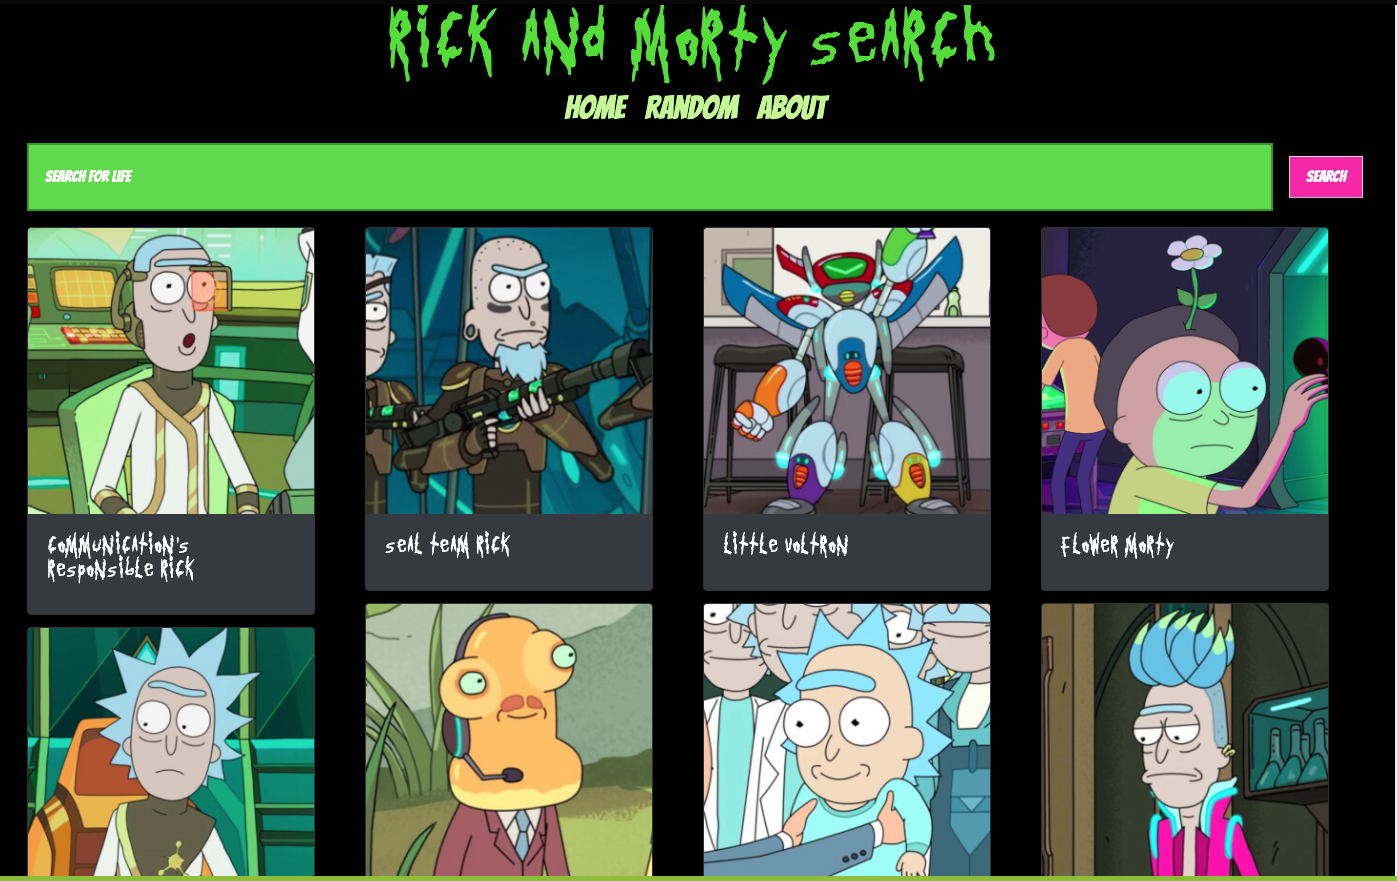 Rick and Morty search
HOME RANDOM ABOUT
SEARCH FOR LIFE
SEARCH
Communication's
Responsible Rick
Seal Team Rick
Little Voltron
Flower Morty